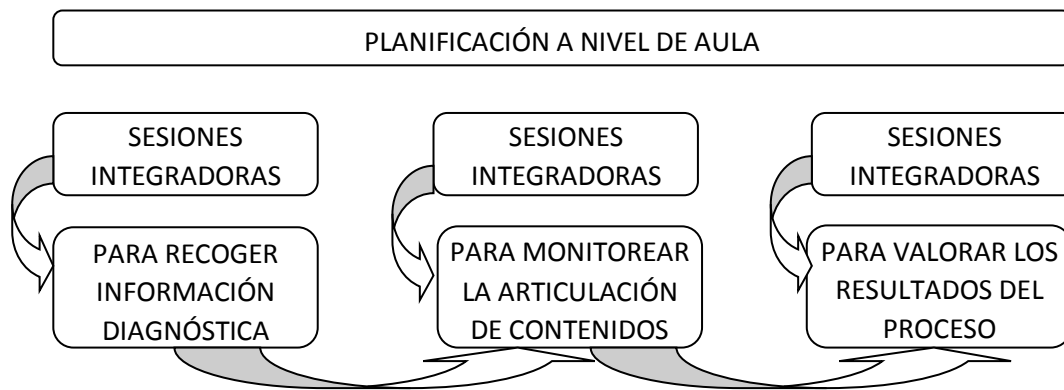 PLANIFICACIÓN A NIVEL DE AULA
SESIONES
INTEGRADORAS
SESIONES
INTEGRADORAS
SESIONES
INTEGRADORAS
PARA RECOGER
INFORMACIÓN
DIAGNÓSTICA
PARA MONITOREAR
LA ARTICULACIÓN
DE CONTENIDOS
PARA VALORAR LOS
RESULTADOS DEL
PROCESO